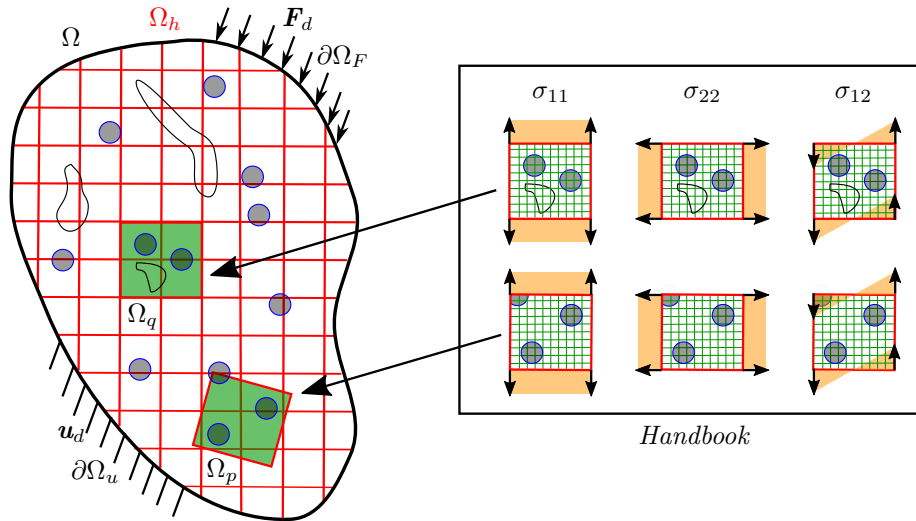 Ω
Ω_h
F_d
∂Ω_F
Ω_q
u_d
∂Ω_u
Ω_p
σ_11
σ_22
σ_12
Handbook